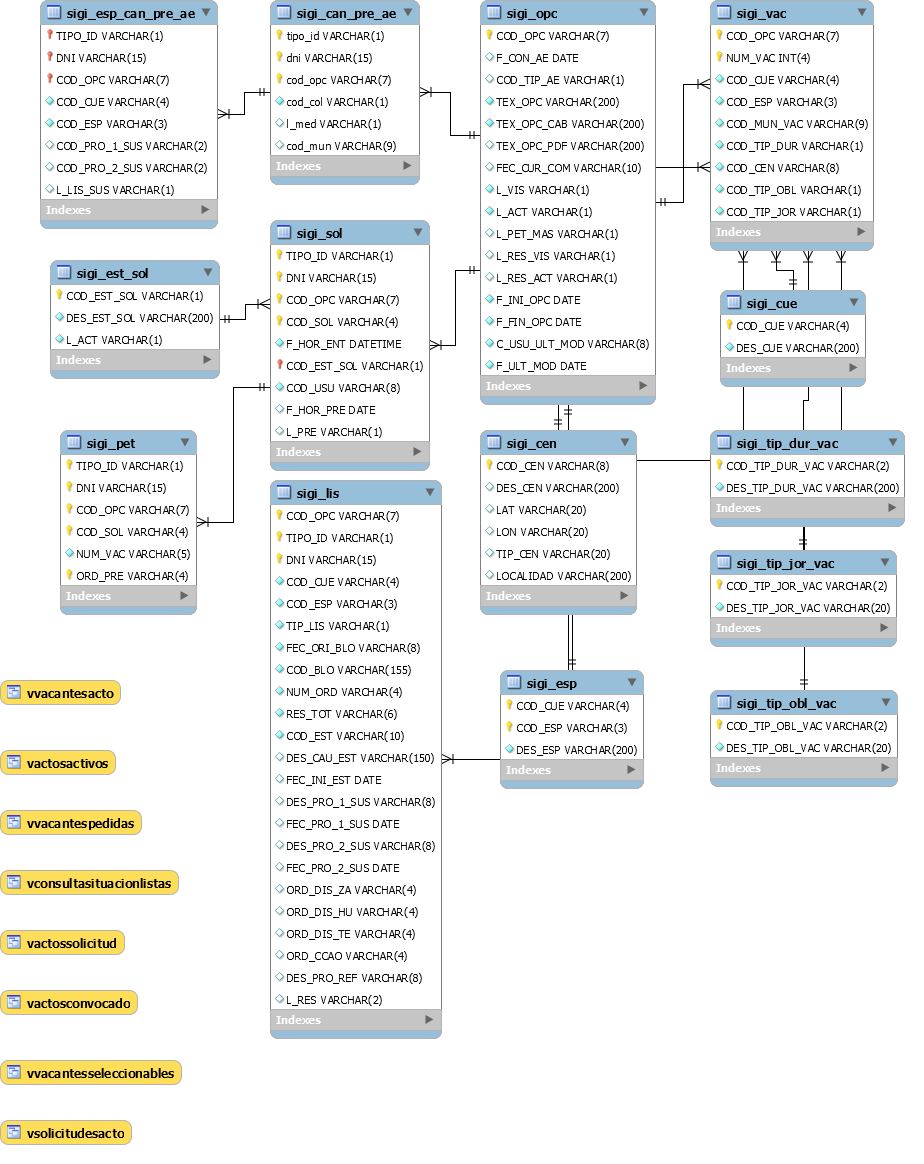 sigi_esp_can_pre_ae
TIPO_ID VARCHAR(1)
DNI VARCHAR(15)
COD_OPC VARCHAR(7)
COD_CUE VARCHAR(4)
COD_ESP VARCHAR(3)
COD_PRO_1_SUS VARCHAR(2)
COD_PRO_2_SUS VARCHAR(2)
L_LIS_SUS VARCHAR(1)
Indexes
sigi_can_pre_ae
tipo_id VARCHAR(1)
dni VARCHAR(15)
cod_opc VARCHAR(7)
cod_col VARCHAR(1)
l_med VARCHAR(1)
cod_mun VARCHAR(9)
Indexes
sigi_opc
COD_OPC VARCHAR(7)
F_CON_AE DATE
COD_TIP_AE VARCHAR(1)
TEX_OPC VARCHAR(200)
TEX_OPC_CAB VARCHAR(200)
TEX_OPC_PDF VARCHAR(200)
FEC_CUR_COM VARCHAR(10)
L_VIS VARCHAR(1)
L_ACT VARCHAR(1)
L_PET_MAS VARCHAR(1)
L_RES_VIS VARCHAR(1)
L_RES_ACT VARCHAR(1)
F_INI_OPC DATE
F_FIN_OPC DATE
C_USU_ULT_MOD VARCHAR(8)
F_ULT_MOD DATE
Indexes
sigi_vac
COD_OPC VARCHAR(7)
NUM_VAC INT(4)
COD_CUE VARCHAR(4)
COD_ESP VARCHAR(3)
COD_MUN_VAC VARCHAR(9)
COD_TIP_DUR VARCHAR(1)
COD_CEN VARCHAR(8)
COD_TIP_OBL VARCHAR(1)
COD_TIP_JOR VARCHAR(1)
Indexes
sigi_est_sol
COD_EST_SOL VARCHAR(1)
DES_EST_SOL VARCHAR(200)
L_ACT VARCHAR(1)
Indexes
sigi_sol
TIPO_ID VARCHAR(1)
DNI VARCHAR(15)
COD_OPC VARCHAR(7)
COD_SOL VARCHAR(4)
F_HOR_ENT DATETIME
COD_EST_SOL VARCHAR(1)
COD_USU VARCHAR(8)
F_HOR_PRE DATE
L_PRE VARCHAR(1)
Indexes
sigi_cue
COD_CUE VARCHAR(4)
DES_CUE VARCHAR(200)
Indexes
sigi_pet
TIPO_ID VARCHAR(1)
DNI VARCHAR(15)
COD_OPC VARCHAR(7)
COD_SOL VARCHAR(4)
NUM_VAC VARCHAR(5)
ORD_PRE VARCHAR(4)
Indexes
sigi_lis
COD_OPC VARCHAR(7)
TIPO_ID VARCHAR(1)
DNI VARCHAR(15)
COD_CUE VARCHAR(4)
COD_ESP VARCHAR(3)
TIP_LIS VARCHAR(1)
FEC_ORI_BLO VARCHAR(8)
COD_BLO VARCHAR(155)
NUM_ORD VARCHAR(4)
RES_TOT VARCHAR(6)
COD_EST VARCHAR(10)
DES_CAU_EST VARCHAR(150)
FEC_INI_EST DATE
DES_PRO_1_SUS VARCHAR(8)
FEC_PRO_1_SUS DATE
DES_PRO_2_SUS VARCHAR(8)
FEC_PRO_2_SUS DATE
ORD_DIS_ZA VARCHAR(4)
ORD_DIS_HU VARCHAR(4)
ORD_DIS_TE VARCHAR(4)
ORD_CCAO VARCHAR(4)
DES_PRO_REF VARCHAR(8)
L_RES VARCHAR(2)
Indexes
sigi_cen
COD_CEN VARCHAR(8)
DES_CEN VARCHAR(200)
LAT VARCHAR(20)
LON VARCHAR(20)
TIP_CEN VARCHAR(20)
LOCALIDAD VARCHAR(200)
Indexes
sigi_tip_dur_vac
COD_TIP_DUR_VAC VARCHAR(2)
DES_TIP_DUR_VAC VARCHAR(200)
Indexes
sigi_tip_jor_vac
COD_TIP_JOR_VAC VARCHAR(2)
DES_TIP_JOR_VAC VARCHAR(20)
Indexes
sigi_esp
COD_CUE VARCHAR(4)
COD_ESP VARCHAR(3)
DES_ESP VARCHAR(200)
Indexes
sigi_tip_obl_vac
COD_TIP_OBL_VAC VARCHAR(2)
DES_TIP_OBL_VAC VARCHAR(20)
Indexes
vvacantesacto
vactosactivos
vvacantespedidas
vconsultasituacionlistas
vactossolicitud
vactosconvocado
vvacantesseleccionables
vsolicitudesacto